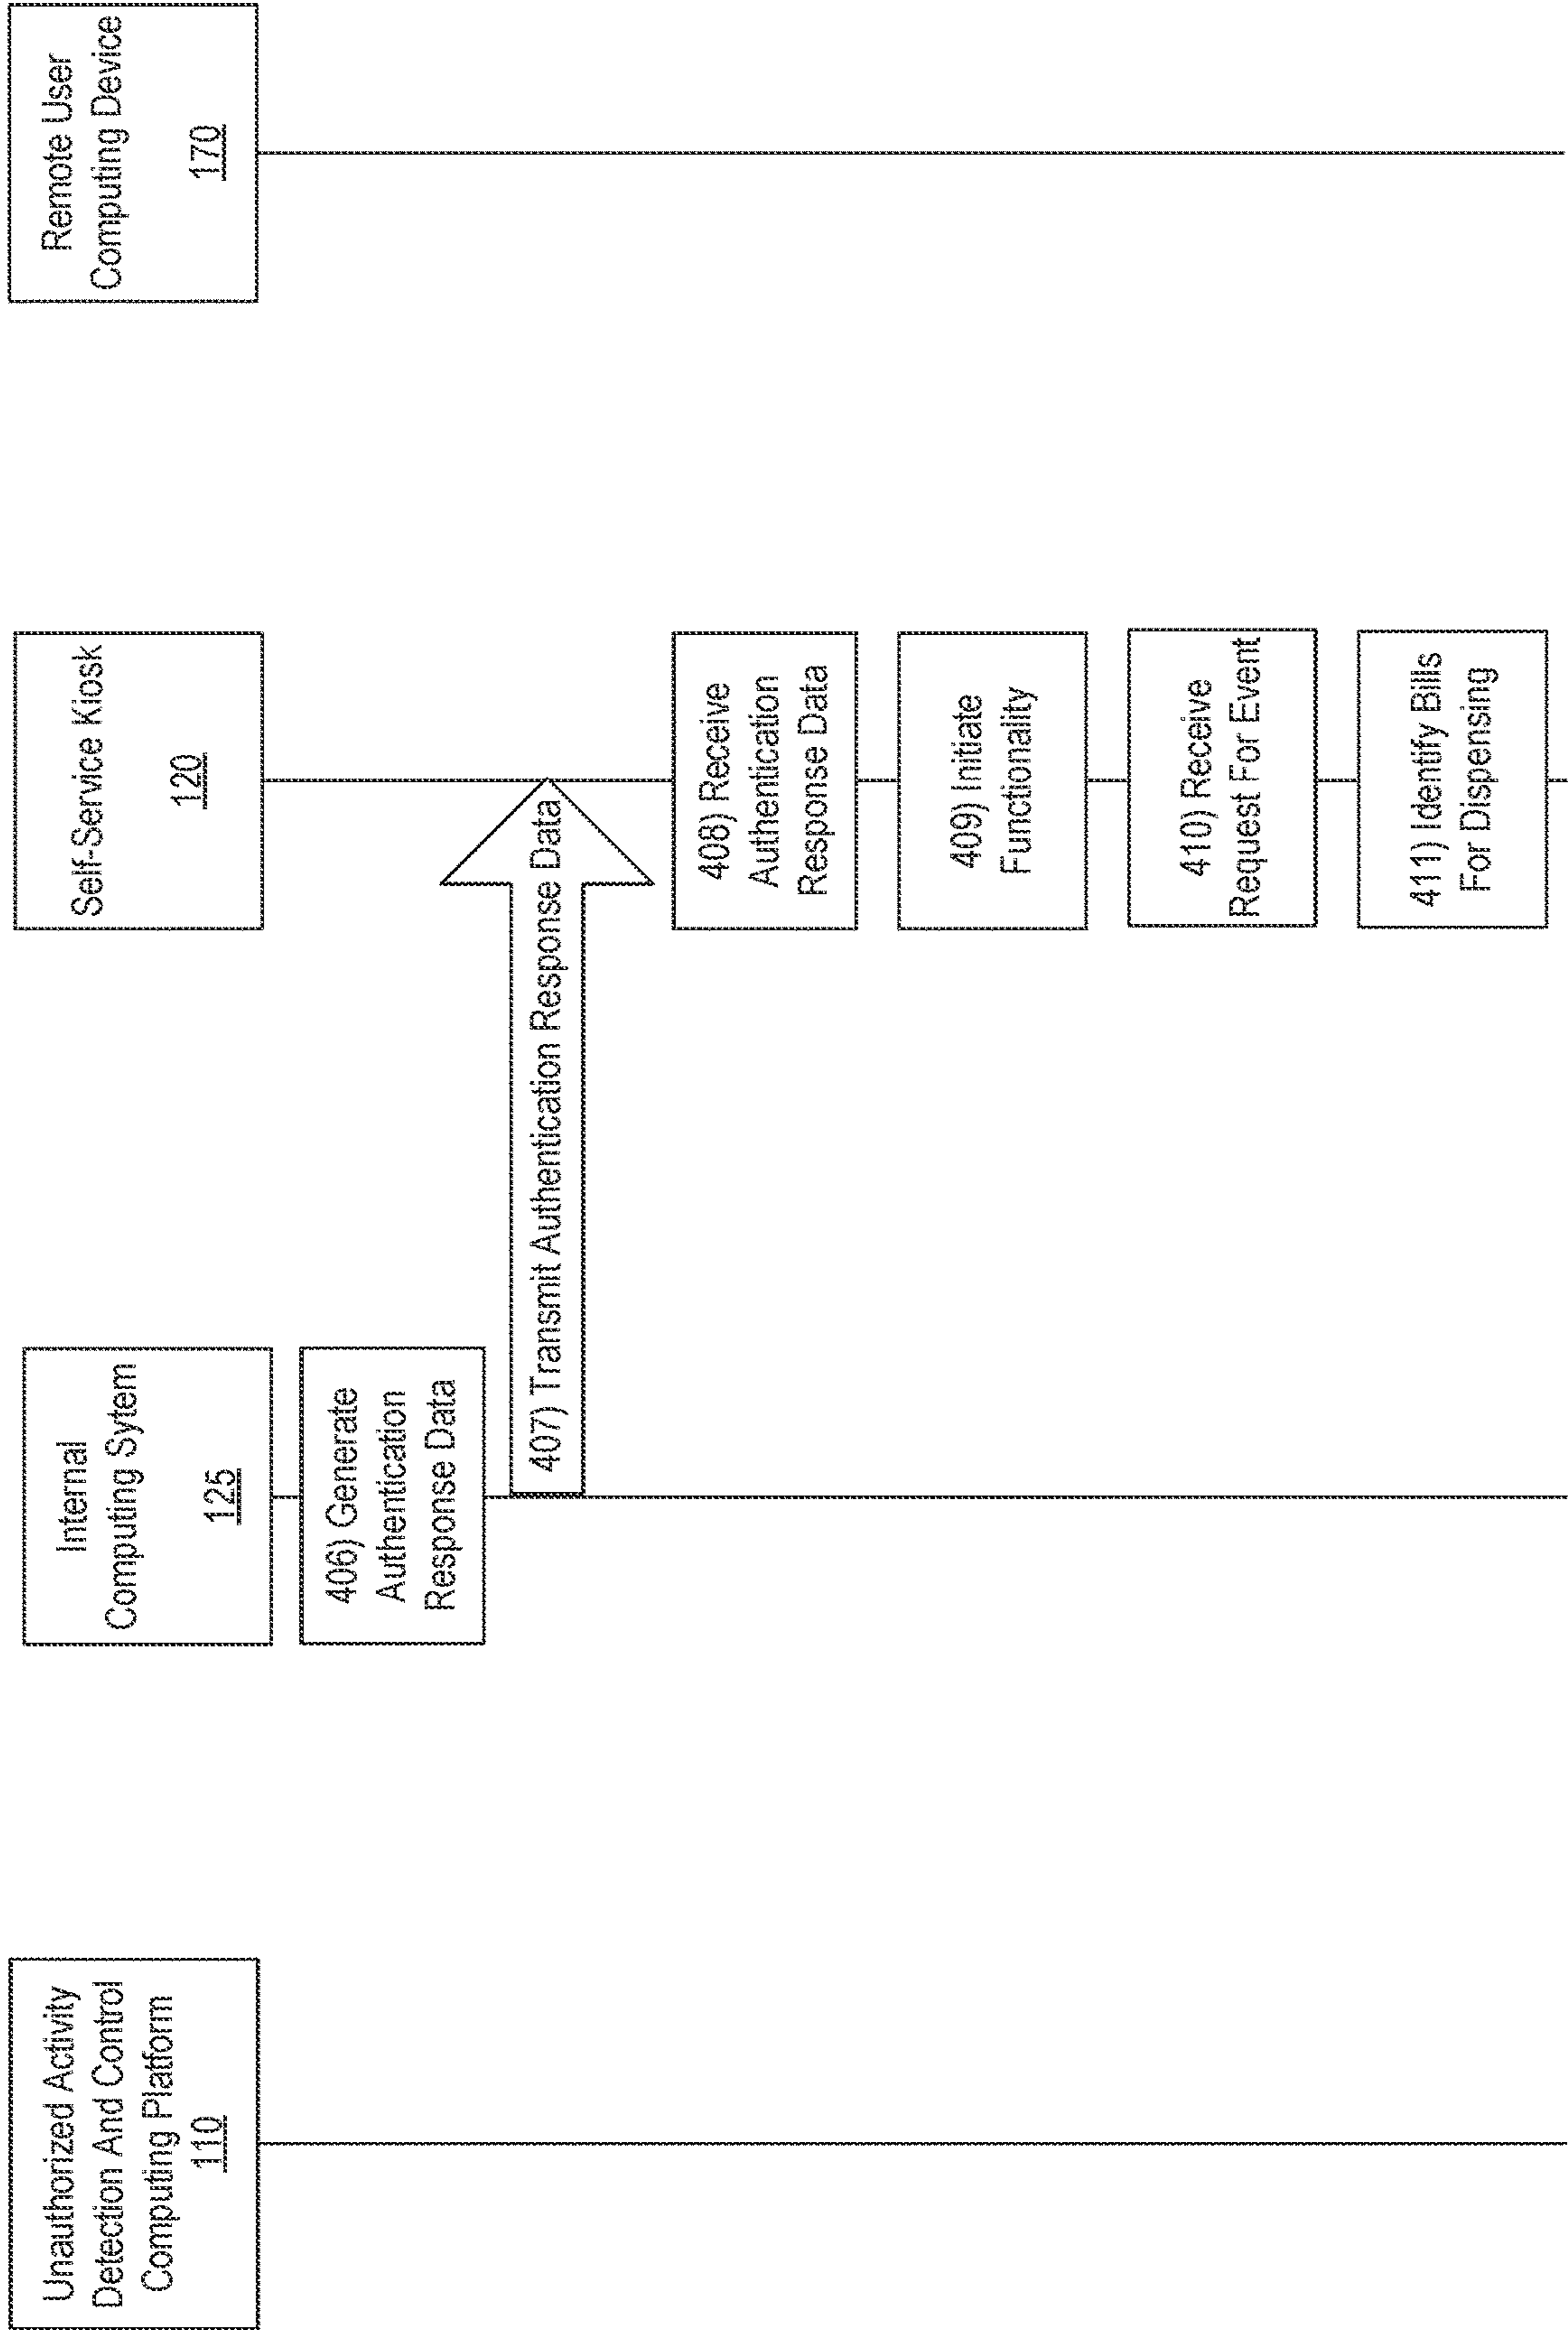 Unauthorized Activity
Detection And Control
Computing Platform
110
Internal
Computing Sytem
125
Self-Service Kiosk
120
Remote User
Computing Device
170
406) Generate
Authentication
Response Data
407) Transmit Authentication Response Data
408) Receive
Authentication
Response Data
409) Initiate
Functionality
410) Receive
Request For Event
411) Identify Bills
For Dispensing